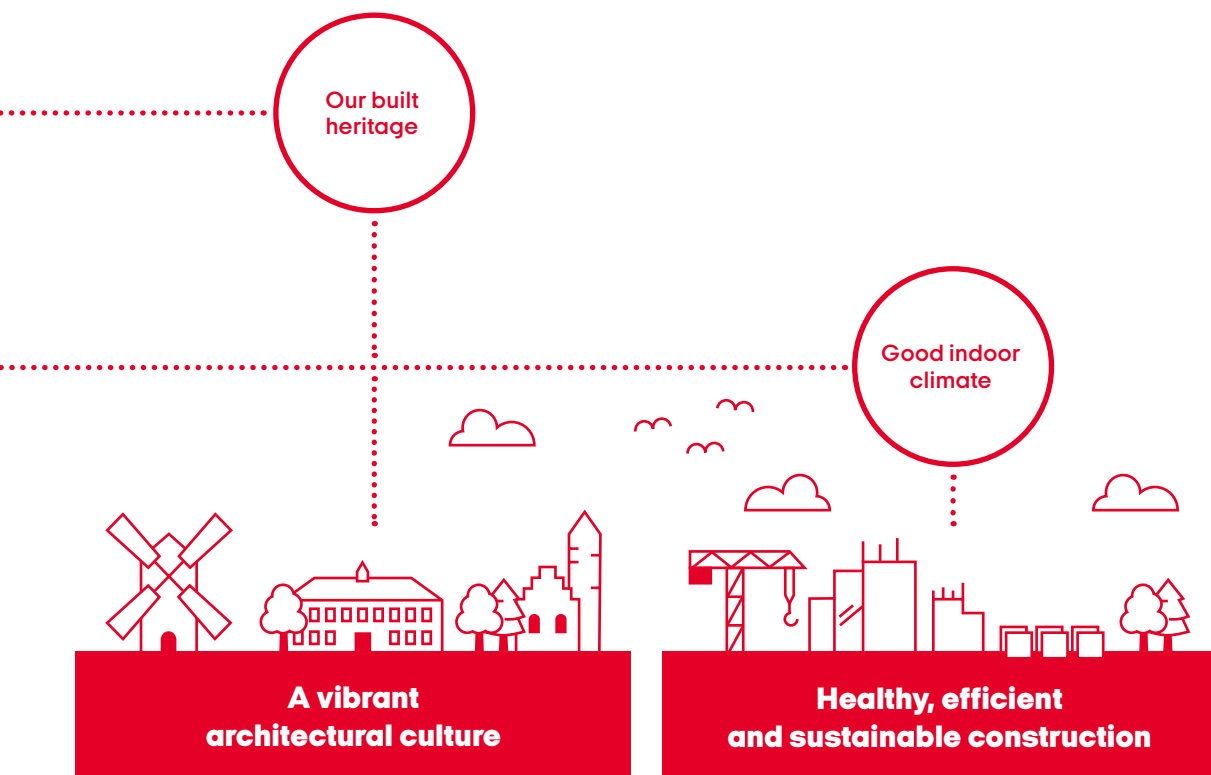 Our built
heritage
Good indoor
climate
A vibrant
architectural culture
Healthy, efficient
and sustainable construction